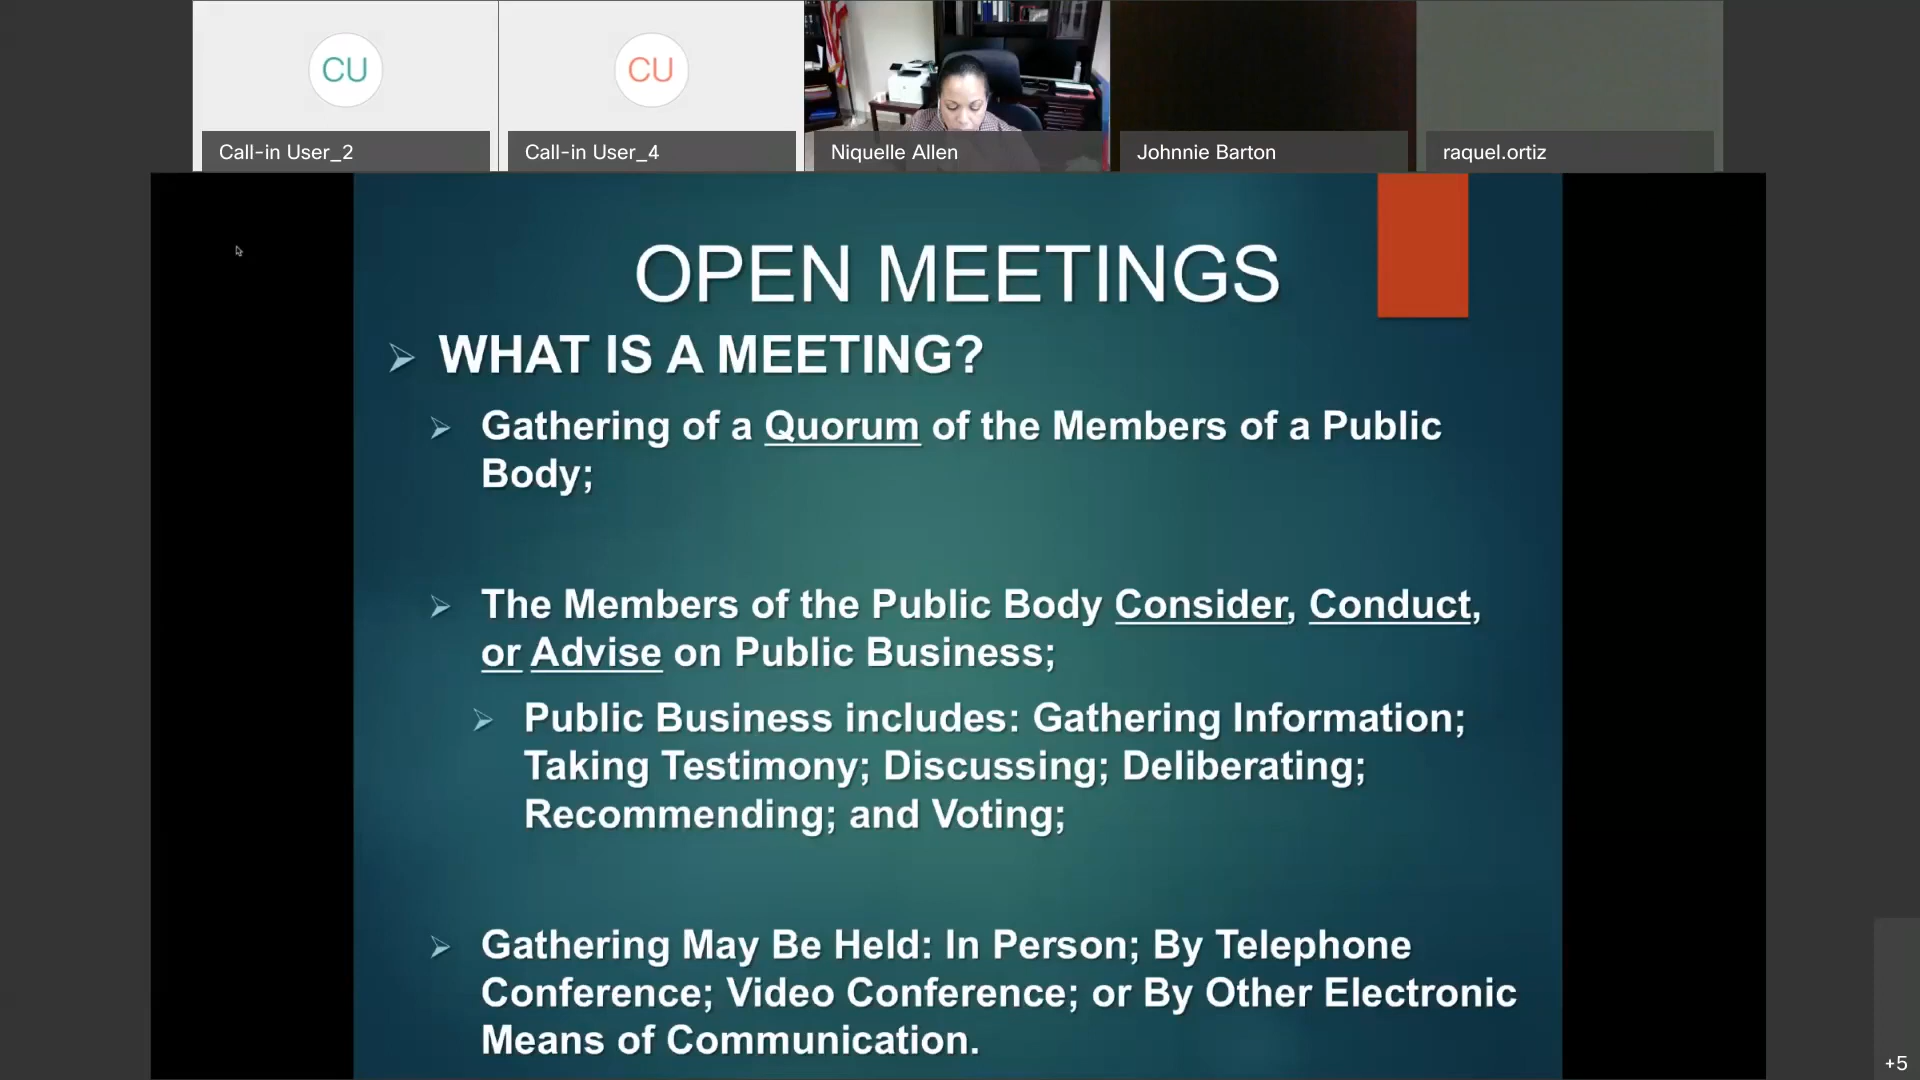 CU
CU
Call-in User_2
Call-in User_4
Niquelle Allen
Johnnie Barton
raquel.ortiz
OPEN MEETINGS
WHAT IS A MEETING?
Gathering of a Quorum of the Members of a Public
Body;
The Members of the Public Body Consider, Conduct,
or Advise on Public Business;
Public Business includes: Gathering Information;
Taking Testimony; Discussing; Deliberating;
Recommending; and Voting;
Gathering May Be Held: In Person; By Telephone
Conference; Video Conference; or By Other Electronic
Means of Communication.
+5